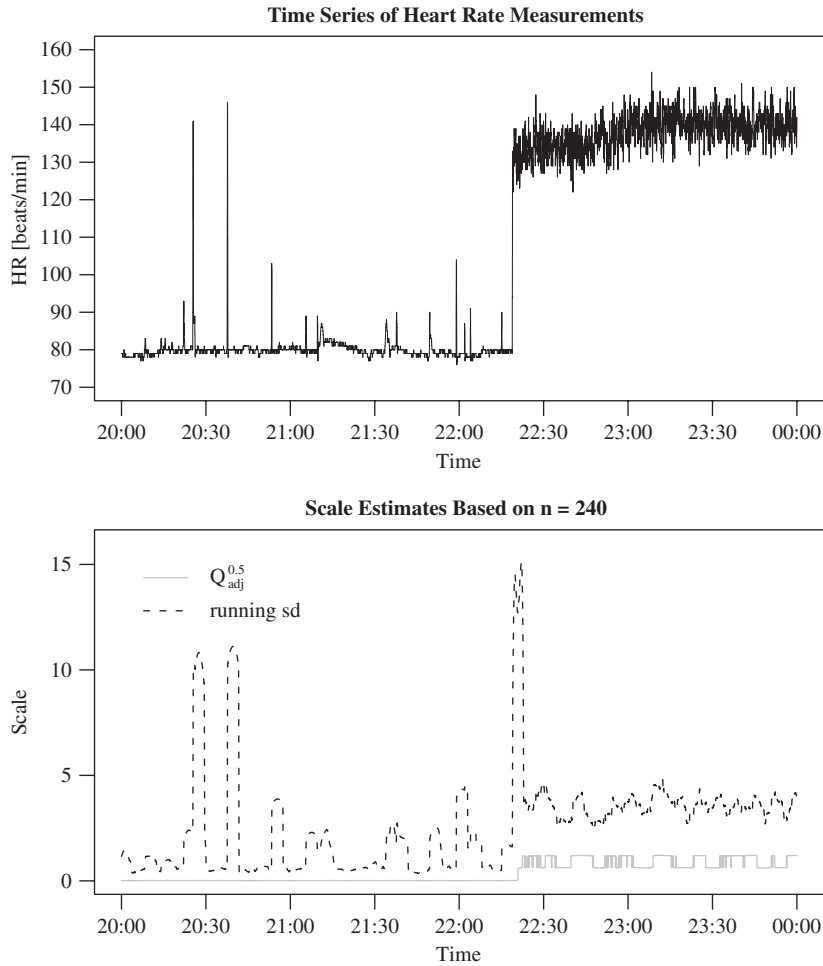 Time Series of Heart Rate Measurements
160
150
140
130
120
110
100
90
80
70
HR [beats/min]
20:00 20:30 21:00 21:30 22:00 22:30 23:00 23:30 00:00
Time
Scale Estimates Based on n = 240
15
10
5
0
Scale
Q_adj^0.5
running sd
20:00 20:30 21:00 21:30 22:00 22:30 23:00 23:30 00:00
Time